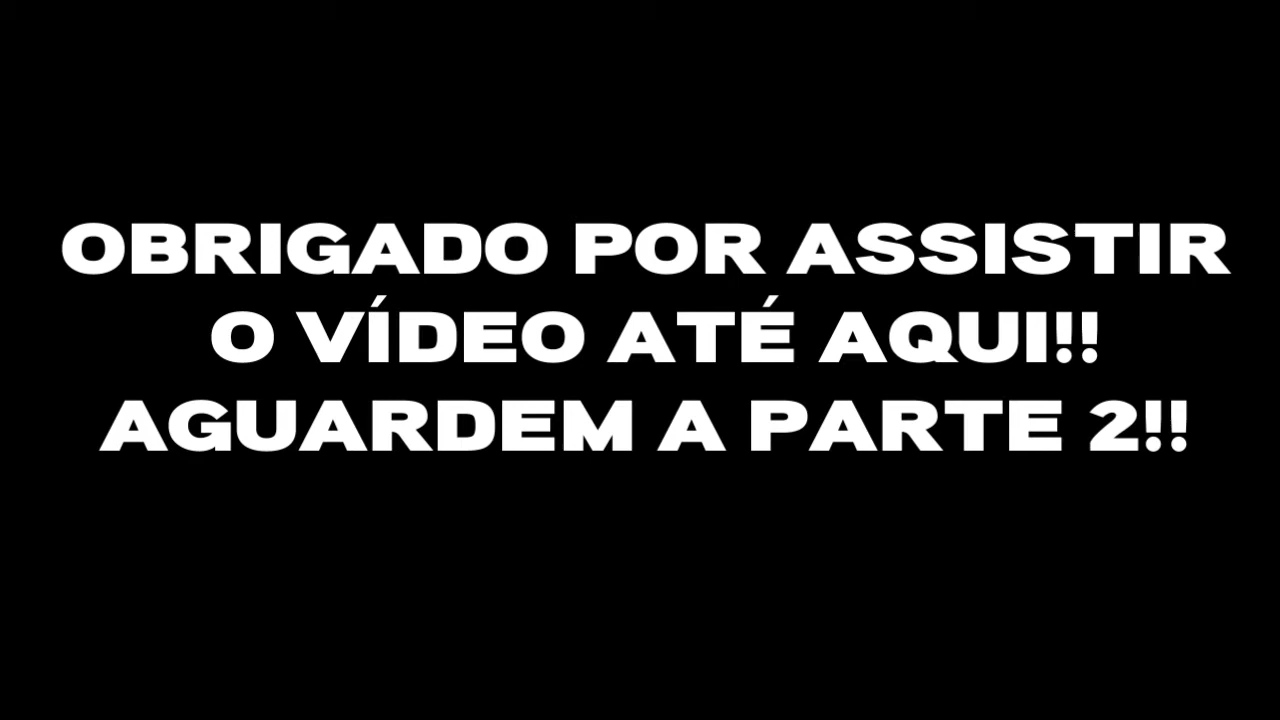 OBRIGADO POR ASSISTIR
O VÍDEO ATÉ AQUI!!
AGUARDEM A PARTE 2!!